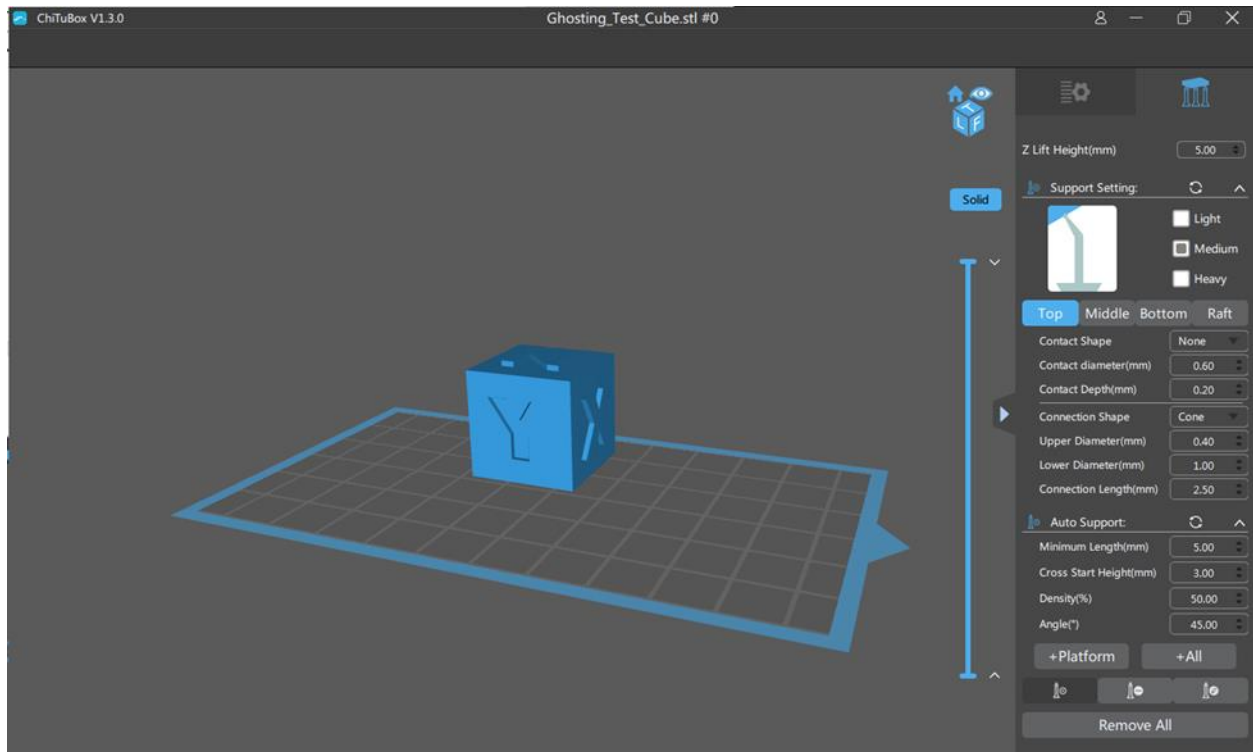 ChiTuBox V1.3.0
Ghosting_Test_Cube.stl #0
T
L F
Solid
Z Lift Height(mm) 5.00
Support Setting:
Light
Medium
Heavy
Top Middle Bottom Raft
Contact Shape None
Contact diameter(mm) 0.60
Contact Depth(mm) 0.20
Connection Shape Cone
Upper Diameter(mm) 0.40
Lower Diameter(mm) 1.00
Connection Length(mm) 2.50
Auto Support:
Minimum Length(mm) 5.00
Cross Start Height(mm) 3.00
Density(%) 50.00
Angle(°) 45.00
+Platform +All
Remove All
Y X